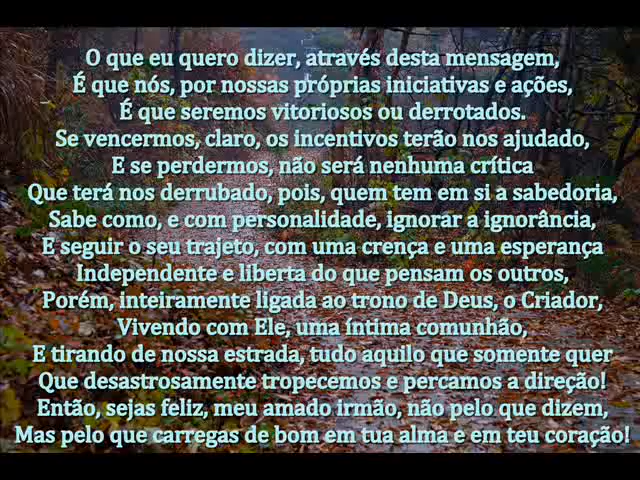 O que eu quero dizer, através desta mensagem,
É que nós, por nossas próprias iniciativas e ações,
É que seremos vitoriosos ou derrotados.
Se vencermos, claro, os incentivos terão nos ajudado,
E se perdermos, não será nenhuma crítica
Que terá nos derrubado, pois, quem tem em si a sabedoria,
Sabe como, e com personalidade, ignorar a ignorância,
E seguir o seu trajeto, com uma crença e uma esperança
Independente e liberta do que pensam os outros,
Porém, inteiramente ligada ao trono de Deus, o Criador,
Vivendo com Ele, uma íntima comunhão,
E tirando de nossa estrada, tudo aquilo que somente quer
Que desastrosamente tropecemos e percamos a direção!
Então, sejas feliz, meu amado irmão, não pelo que dizem,
Mas pelo que carregas de bom em tua alma e em teu coração!